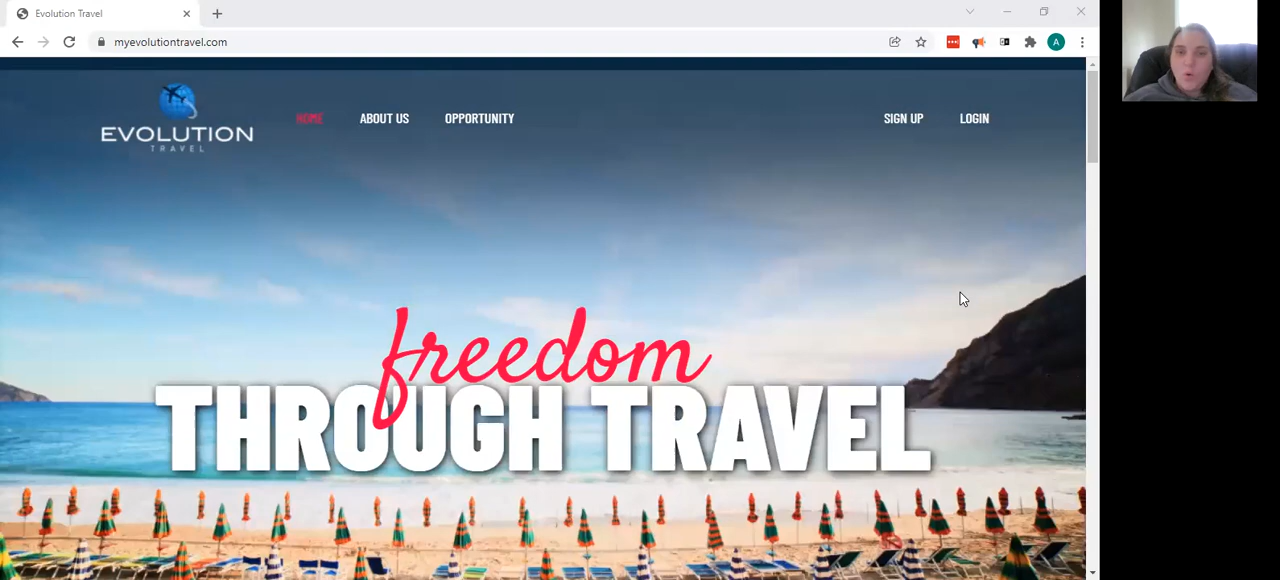 Evolution Travel
myevolutiontravel.com
A
EVOLUTION
TRAVEL
HOME
ABOUT US
OPPORTUNITY
SIGN UP
LOGIN
freedom
THROUGH TRAVEL